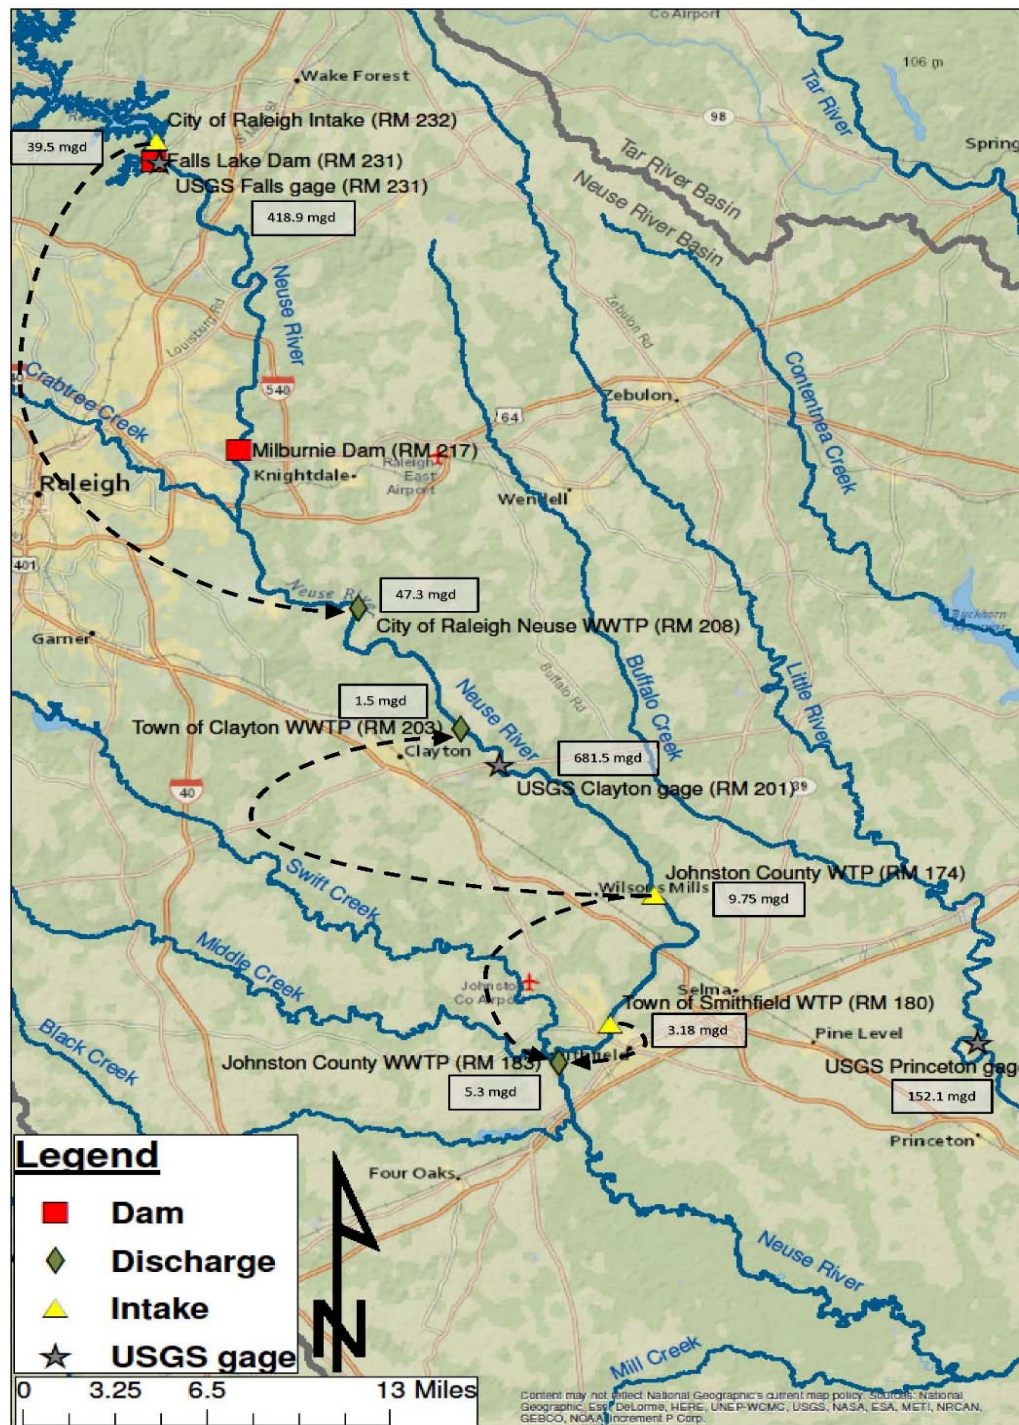 Co Airport
106 m
Wake Forest
Tar River
98
City of Raleigh Intake (RM 232)
39.5 mgd
Spring
Falls Lake Dam (RM 231)
USGS Falls gage (RM 231)
Tar River Basin
Neuse River Basin
418.9 mgd
Neuse River
Louisburg Rd
Zebulon Rd
Crabtree Creek
540
64
Zebulon
Contentnea Creek
Milburnie Dam (RM 217)
Raleigh
East
Airport
Knightdale
Raleigh
Wendell
401
Neuse River
47.3 mgd
City of Raleigh Neuse WWTP (RM 208)
Garner
Buffalo Rd
Buffalo Creek
Little River
Neuse River
1.5 mgd
Town of Clayton WWTP (RM 203)
Clayton
681.5 mgd
USGS Clayton gage (RM 201)
39
40
Johnston County WTP (RM 174)
Wilsons Mills
9.75 mgd
Swift Creek
Middle Creek
Johnston
Co Airport
Selma
Town of Smithfield WTP (RM 180)
3.18 mgd
Pine Level
Black Creek
Johnston County WWTP (RM 183)
5.3 mgd
USGS Princeton gage
152.1 mgd
Princeton
Four Oaks
Legend
Dam
Discharge
Intake
USGS gage
N
Neuse River
Mill Creek
0 3.25 6.5 13 Miles
Content may not reflect National Geographic's current map policy. Sources: National
Geographic, Esri, DeLorme, HERE, UNEP-WCMC, USGS, NASA, ESA, METI, NRCAN,
GEBCO, NOAA, increment P Corp.